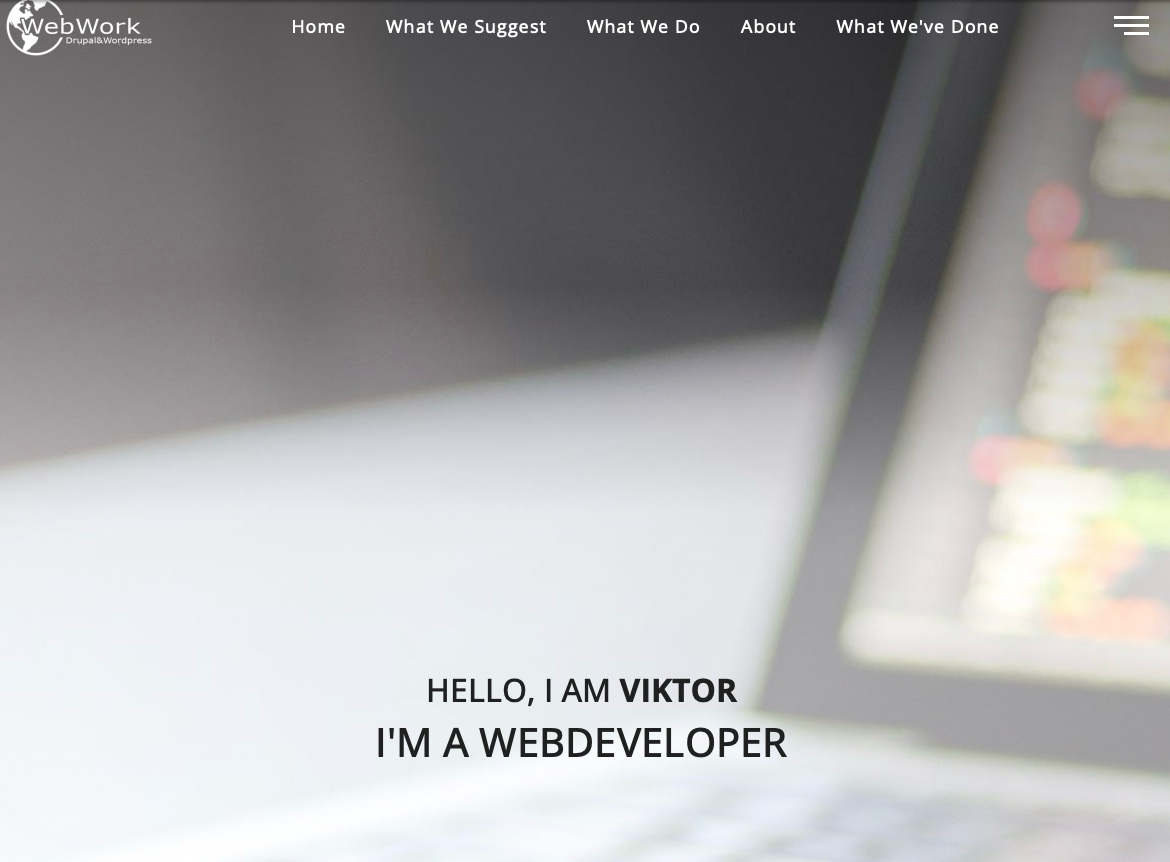 WebWork
Drupal&Wordpress
Home What We Suggest What We Do About What We've Done
HELLO, I AM VIKTOR
I'M A WEBDEVELOPER